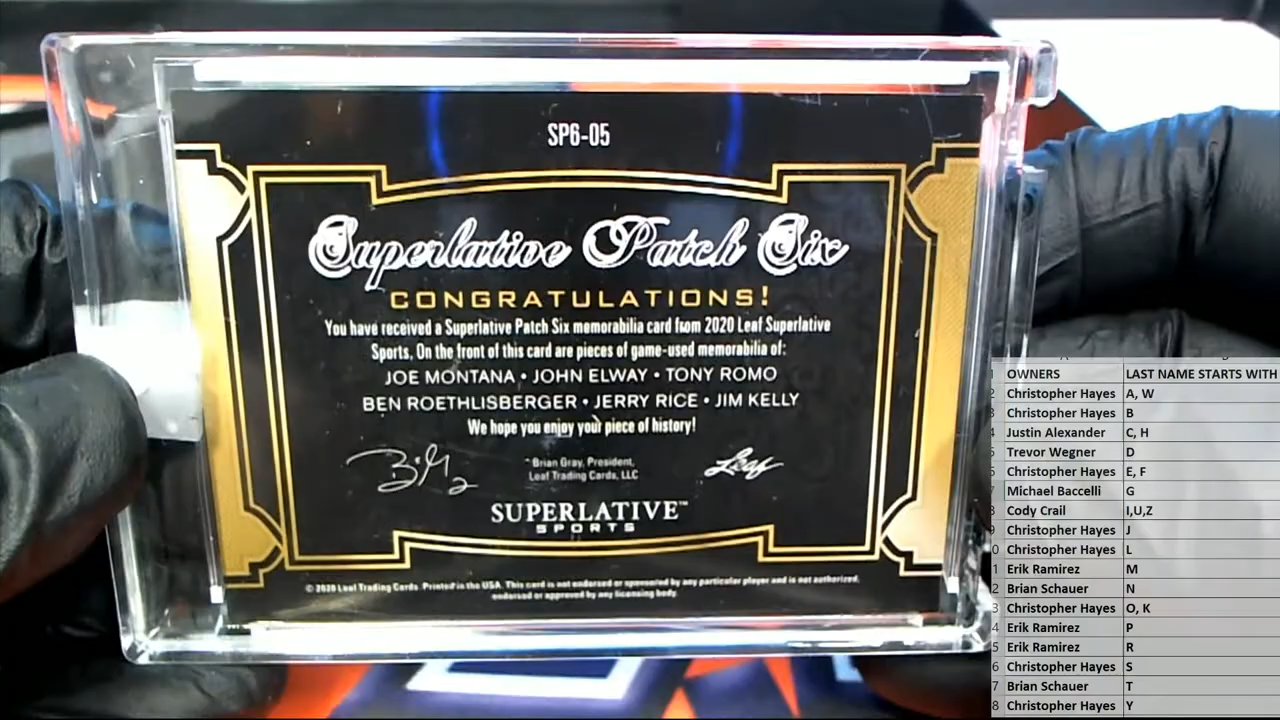 SP6-05
Superlative Patch Six
CONGRATULATIONS!
You have received a Superlative Patch Six memorabilia card from 2020 Leaf Superlative
Sports. On the front of this card are pieces of game-used memorabilia of:
JOE MONTANA • JOHN ELWAY • TONY ROMO
BEN ROETHLISBERGER • JERRY RICE • JIM KELLY
We hope you enjoy your piece of history!
Brian Gray, President,
Leaf Trading Cards, LLC
Leaf
SUPERLATIVE™
SPORTS
© 2020 Leaf Trading Cards. Printed in the USA. This card is not endorsed or sponsored by any particular player and is not authorized,
endorsed or approved by any licensing body.
OWNERS LAST NAME STARTS WITH
Christopher Hayes A, W
Christopher Hayes B
Justin Alexander C, H
Trevor Wegner D
Christopher Hayes E, F
Michael Baccelli G
Cody Crail I,U,Z
Christopher Hayes J
Christopher Hayes L
Erik Ramirez M
Brian Schauer N
Christopher Hayes O, K
Erik Ramirez P
Erik Ramirez R
Christopher Hayes S
Brian Schauer T
Christopher Hayes Y